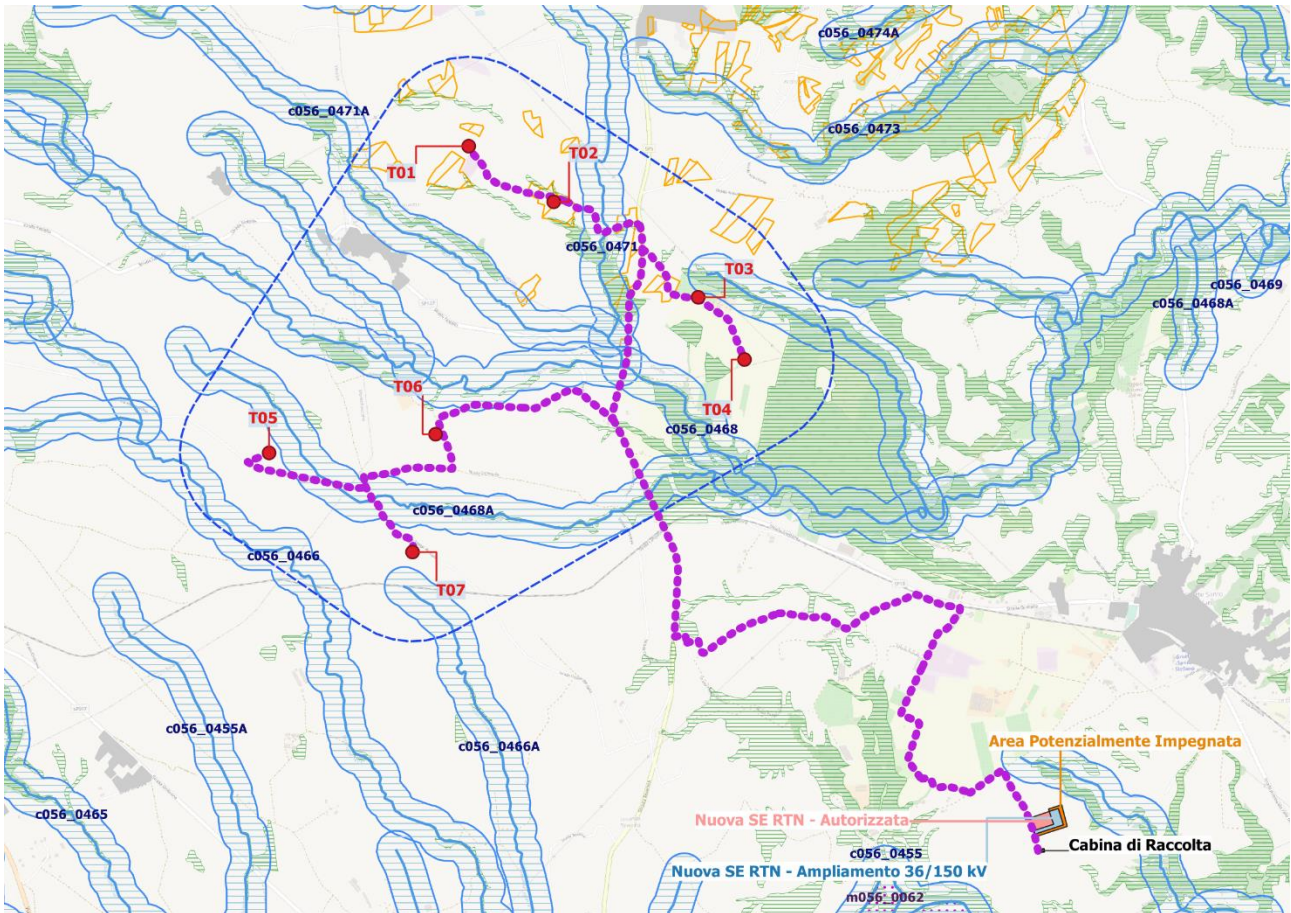 c056_0474A
c056_0471A
c056_0473
T01
T02
c056_0471
T03
c056_0469
c056_0468A
T06
T04
T05
c056_0468
c056_0468A
c056_0466
T07
c056_0455A
c056_0466A
Area Potenzialmente Impegnata
c056_0465
Nuova SE RTN - Autorizzata
Cabina di Raccolta
c056_0455
Nuova SE RTN - Ampliamento 36/150 kV
m056_0062